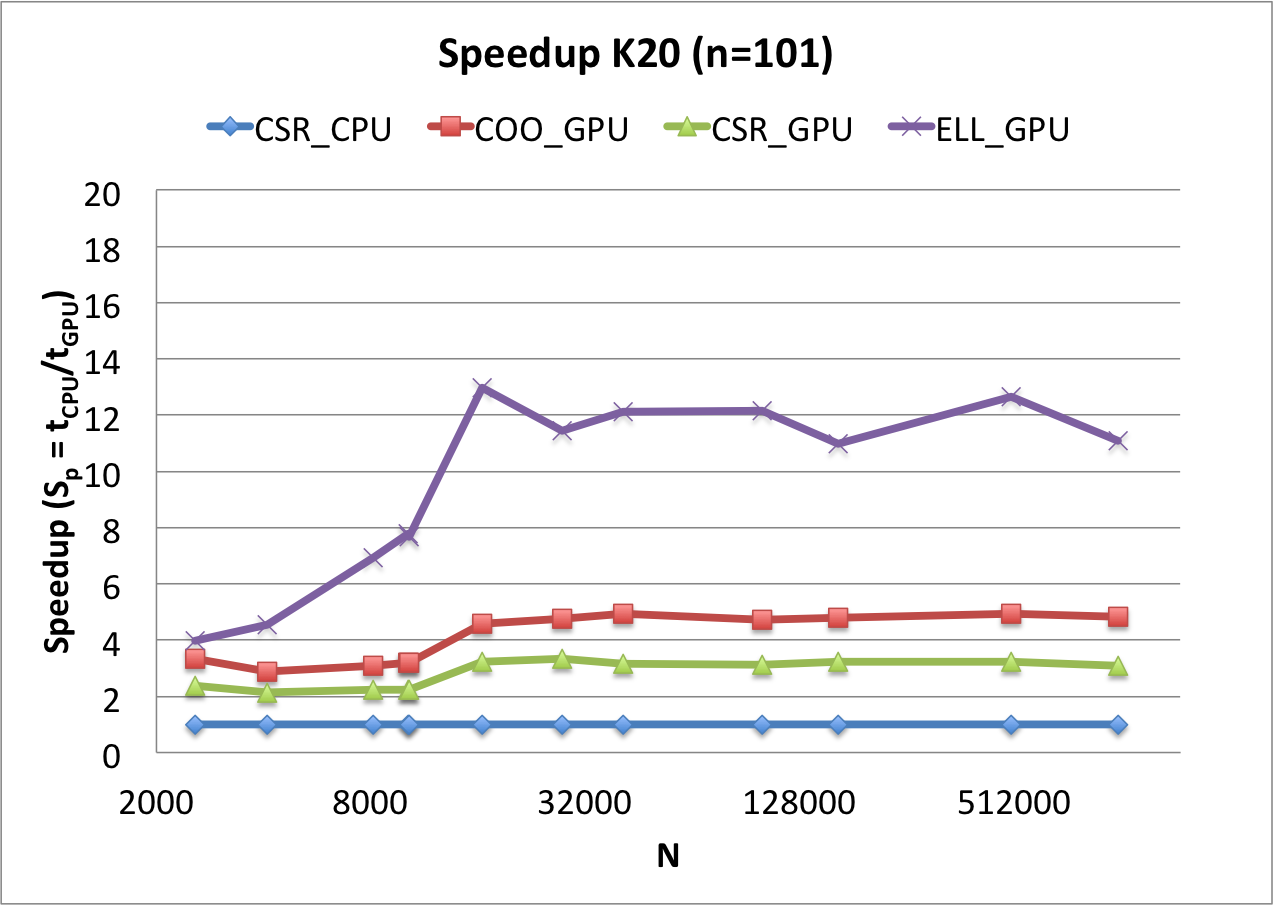 Speedup K20 (n=101)
CSR_CPU COO_GPU CSR_GPU ELL_GPU
Speedup (Sp = tCPU/tGPU)
20
18
16
14
12
10
8
6
4
2
0
2000 8000 32000 128000 512000
N